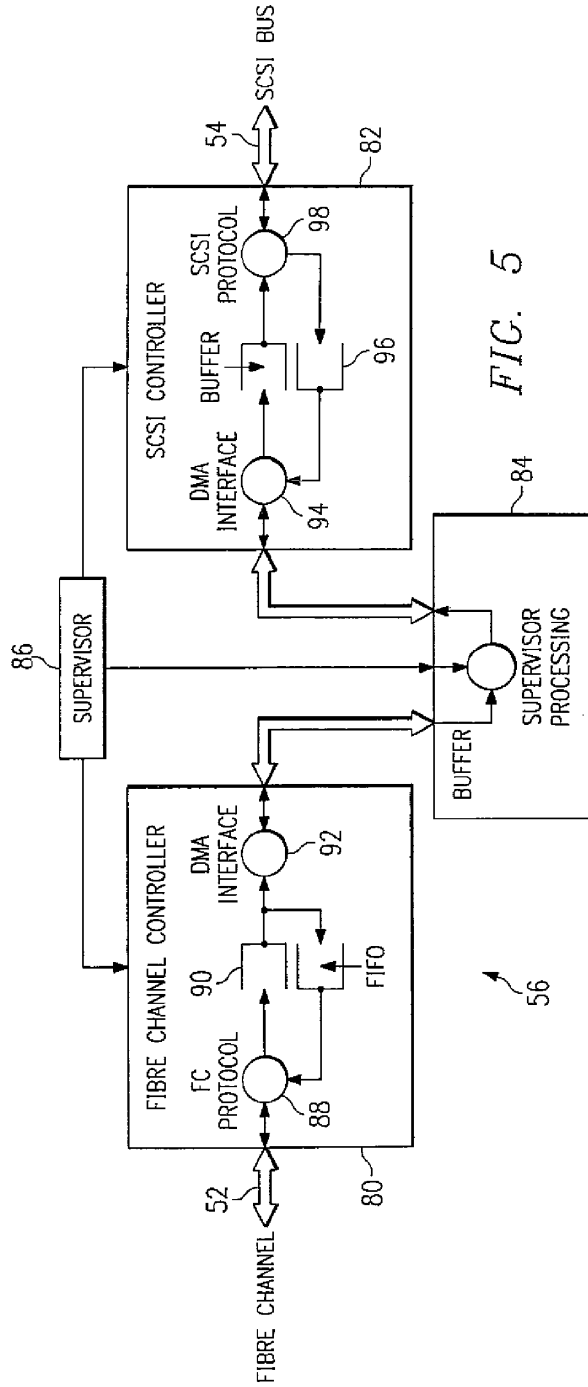 86
SUPERVISOR
FIBRE CHANNEL
52
80
FIBRE CHANNEL CONTROLLER
FC
PROTOCOL
88
90
FIFO
DMA
INTERFACE
92
SCSI CONTROLLER
DMA
INTERFACE
94
BUFFER
96
SCSI
PROTOCOL
98
82
54
SCSI BUS
BUFFER
SUPERVISOR
PROCESSING
84
56
FIG. 5